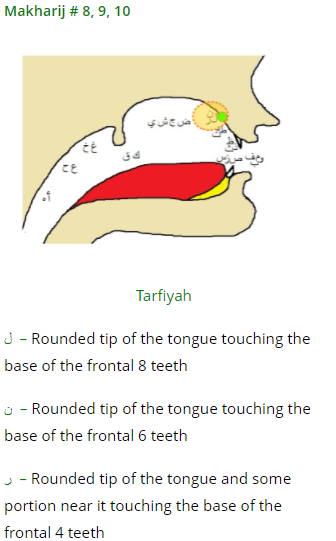 Makharij # 8, 9, 10
ض ج ش ي
ك ق
غ خ
ع ح
أ ه
Tarfiyah
ل – Rounded tip of the tongue touching the
base of the frontal 8 teeth
ن – Rounded tip of the tongue touching the
base of the frontal 6 teeth
ر – Rounded tip of the tongue and some
portion near it touching the base of the
frontal 4 teeth